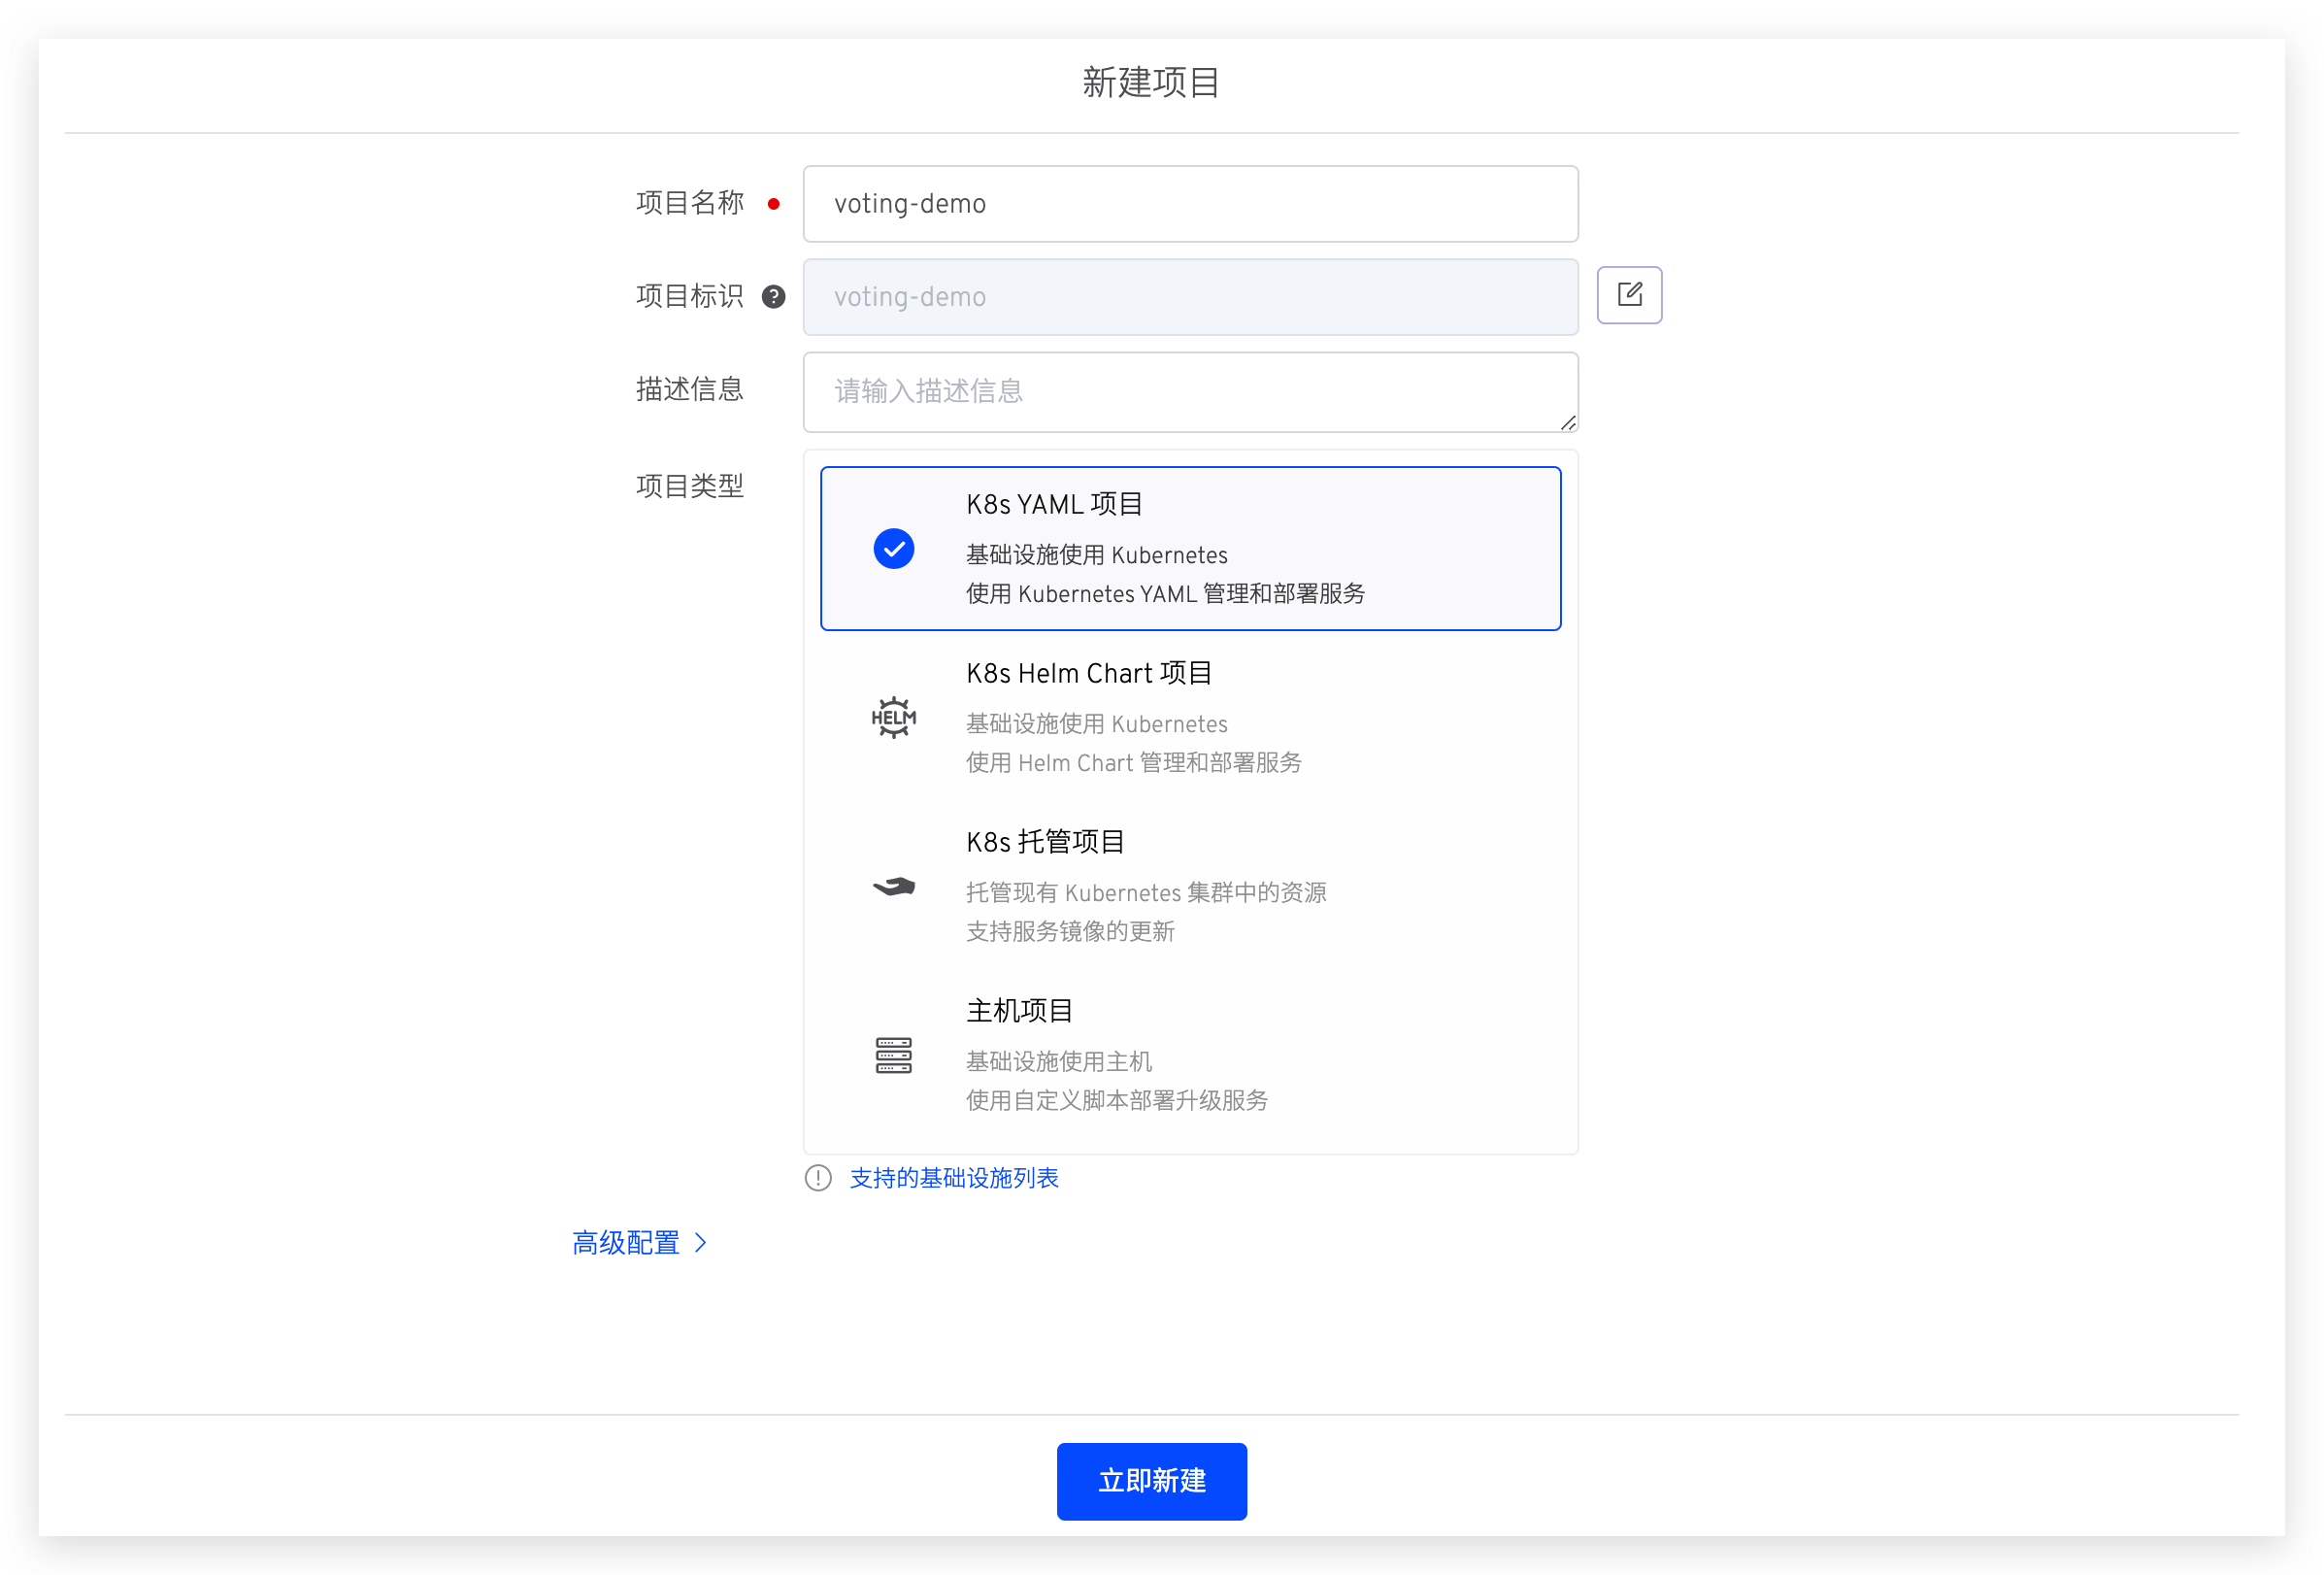 新建项目
项目名称
voting-demo
项目标识
voting-demo
描述信息
请输入描述信息
项目类型
K8s YAML 项目
基础设施使用 Kubernetes
使用 Kubernetes YAML 管理和部署服务
K8s Helm Chart 项目
HELM
基础设施使用 Kubernetes
使用 Helm Chart 管理和部署服务
K8s 托管项目
托管现有 Kubernetes 集群中的资源
支持服务镜像的更新
主机项目
基础设施使用主机
使用自定义脚本部署升级服务
支持的基础设施列表
高级配置
立即新建